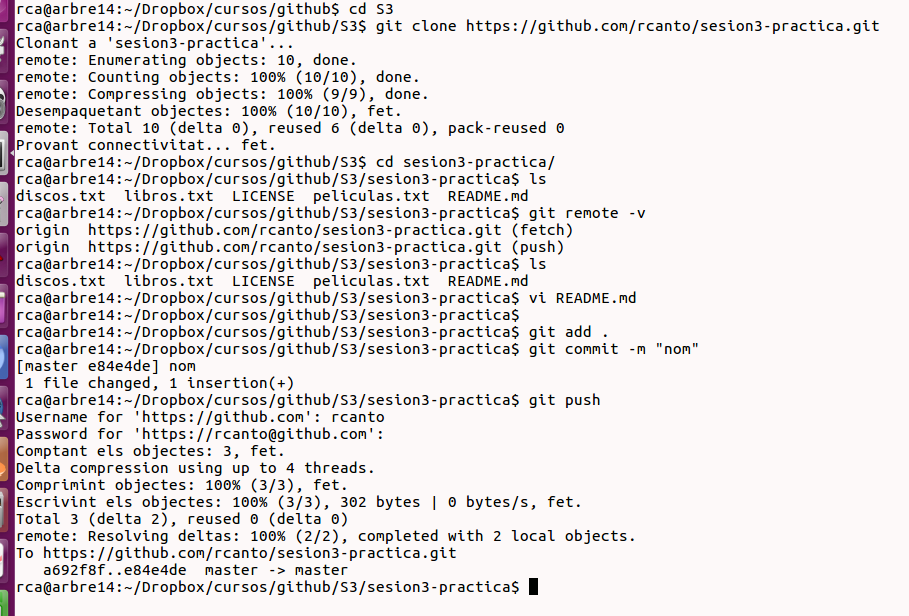 rca@arbre14:~/Dropbox/cursos/github$ cd S3
rca@arbre14:~/Dropbox/cursos/github/S3$ git clone https://github.com/rcanto/sesion3-practica.git
Clonant a 'sesion3-practica'...
remote: Enumerating objects: 10, done.
remote: Counting objects: 100% (10/10), done.
remote: Compressing objects: 100% (9/9), done.
Desempaquetant objectes: 100% (10/10), fet.
remote: Total 10 (delta 0), reused 6 (delta 0), pack-reused 0
Provant connectivitat... fet.
rca@arbre14:~/Dropbox/cursos/github/S3$ cd sesion3-practica/
rca@arbre14:~/Dropbox/cursos/github/S3/sesion3-practica$ ls
discos.txt  libros.txt  LICENSE  peliculas.txt  README.md
rca@arbre14:~/Dropbox/cursos/github/S3/sesion3-practica$ git remote -v
origin  https://github.com/rcanto/sesion3-practica.git (fetch)
origin  https://github.com/rcanto/sesion3-practica.git (push)
rca@arbre14:~/Dropbox/cursos/github/S3/sesion3-practica$ ls
discos.txt  libros.txt  LICENSE  peliculas.txt  README.md
rca@arbre14:~/Dropbox/cursos/github/S3/sesion3-practica$ vi README.md
rca@arbre14:~/Dropbox/cursos/github/S3/sesion3-practica$
rca@arbre14:~/Dropbox/cursos/github/S3/sesion3-practica$ git add .
rca@arbre14:~/Dropbox/cursos/github/S3/sesion3-practica$ git commit -m "nom"
[master e84e4de] nom
 1 file changed, 1 insertion(+)
rca@arbre14:~/Dropbox/cursos/github/S3/sesion3-practica$ git push
Username for 'https://github.com': rcanto
Password for 'https://rcanto@github.com':
Comptant els objectes: 3, fet.
Delta compression using up to 4 threads.
Comprimint objectes: 100% (3/3), fet.
Escrivint els objectes: 100% (3/3), 302 bytes | 0 bytes/s, fet.
Total 3 (delta 2), reused 0 (delta 0)
remote: Resolving deltas: 100% (2/2), completed with 2 local objects.
To https://github.com/rcanto/sesion3-practica.git
   a692f8f..e84e4de  master -> master
rca@arbre14:~/Dropbox/cursos/github/S3/sesion3-practica$